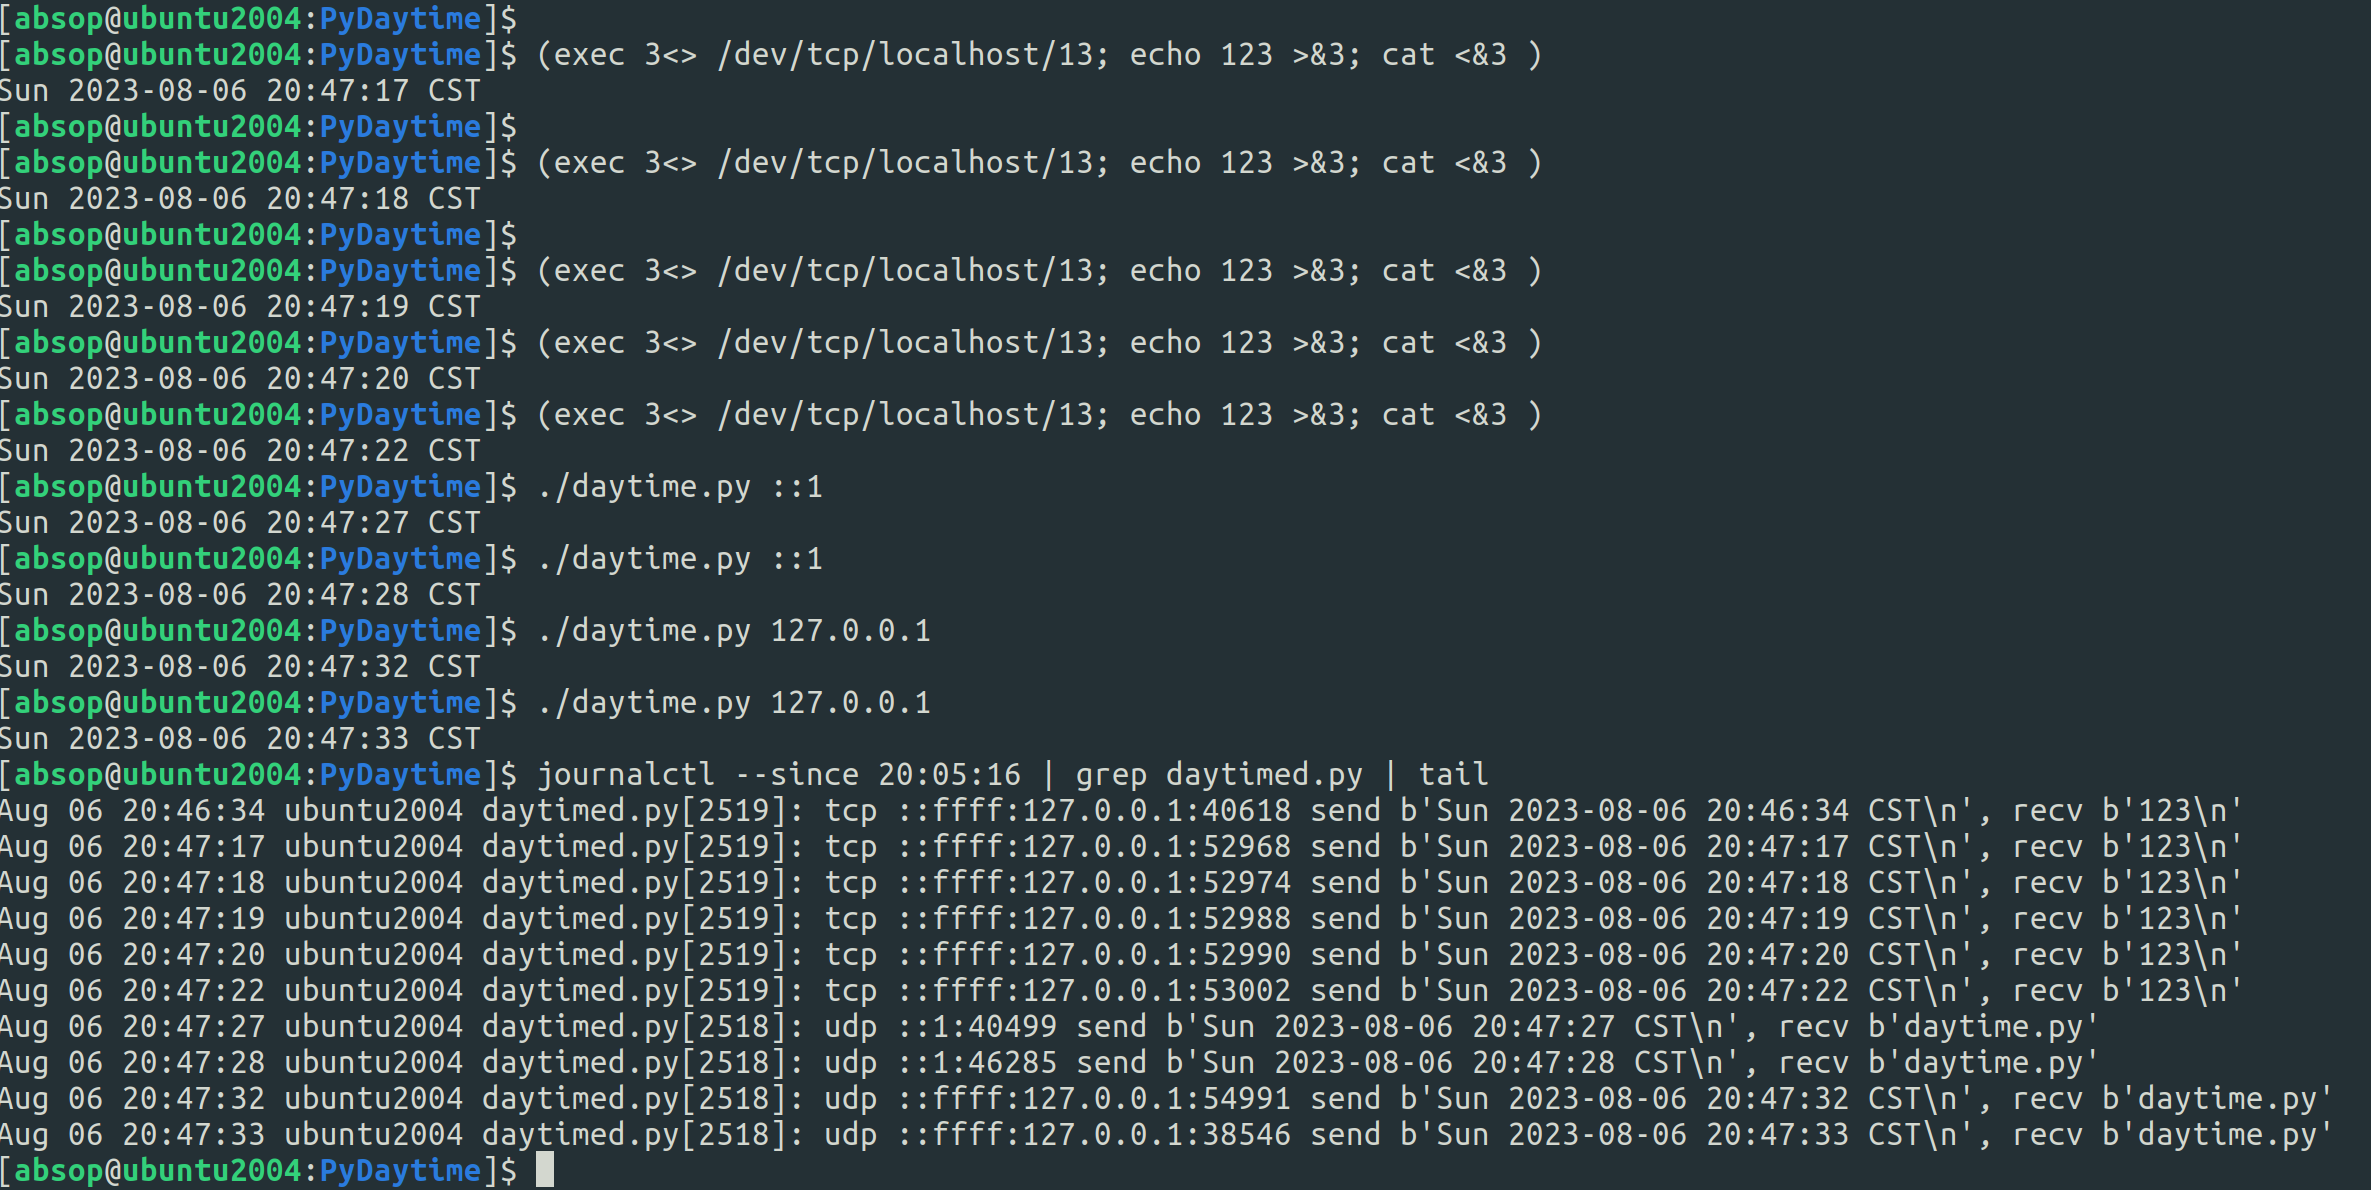 [absop@ubuntu2004:PyDaytime]$
[absop@ubuntu2004:PyDaytime]$ (exec 3<> /dev/tcp/localhost/13; echo 123 >&3; cat <&3 )
Sun 2023-08-06 20:47:17 CST
[absop@ubuntu2004:PyDaytime]$
[absop@ubuntu2004:PyDaytime]$ (exec 3<> /dev/tcp/localhost/13; echo 123 >&3; cat <&3 )
Sun 2023-08-06 20:47:18 CST
[absop@ubuntu2004:PyDaytime]$
[absop@ubuntu2004:PyDaytime]$ (exec 3<> /dev/tcp/localhost/13; echo 123 >&3; cat <&3 )
Sun 2023-08-06 20:47:19 CST
[absop@ubuntu2004:PyDaytime]$ (exec 3<> /dev/tcp/localhost/13; echo 123 >&3; cat <&3 )
Sun 2023-08-06 20:47:20 CST
[absop@ubuntu2004:PyDaytime]$ (exec 3<> /dev/tcp/localhost/13; echo 123 >&3; cat <&3 )
Sun 2023-08-06 20:47:22 CST
[absop@ubuntu2004:PyDaytime]$ ./daytime.py ::1
Sun 2023-08-06 20:47:27 CST
[absop@ubuntu2004:PyDaytime]$ ./daytime.py ::1
Sun 2023-08-06 20:47:28 CST
[absop@ubuntu2004:PyDaytime]$ ./daytime.py 127.0.0.1
Sun 2023-08-06 20:47:32 CST
[absop@ubuntu2004:PyDaytime]$ ./daytime.py 127.0.0.1
Sun 2023-08-06 20:47:33 CST
[absop@ubuntu2004:PyDaytime]$ journalctl --since 20:05:16 | grep daytimed.py | tail
Aug 06 20:46:34 ubuntu2004 daytimed.py[2519]: tcp ::ffff:127.0.0.1:40618 send b'Sun 2023-08-06 20:46:34 CST\n', recv b'123\n'
Aug 06 20:47:17 ubuntu2004 daytimed.py[2519]: tcp ::ffff:127.0.0.1:52968 send b'Sun 2023-08-06 20:47:17 CST\n', recv b'123\n'
Aug 06 20:47:18 ubuntu2004 daytimed.py[2519]: tcp ::ffff:127.0.0.1:52974 send b'Sun 2023-08-06 20:47:18 CST\n', recv b'123\n'
Aug 06 20:47:19 ubuntu2004 daytimed.py[2519]: tcp ::ffff:127.0.0.1:52988 send b'Sun 2023-08-06 20:47:19 CST\n', recv b'123\n'
Aug 06 20:47:20 ubuntu2004 daytimed.py[2519]: tcp ::ffff:127.0.0.1:52990 send b'Sun 2023-08-06 20:47:20 CST\n', recv b'123\n'
Aug 06 20:47:22 ubuntu2004 daytimed.py[2519]: tcp ::ffff:127.0.0.1:53002 send b'Sun 2023-08-06 20:47:22 CST\n', recv b'123\n'
Aug 06 20:47:27 ubuntu2004 daytimed.py[2518]: udp ::1:40499 send b'Sun 2023-08-06 20:47:27 CST\n', recv b'daytime.py'
Aug 06 20:47:28 ubuntu2004 daytimed.py[2518]: udp ::1:46285 send b'Sun 2023-08-06 20:47:28 CST\n', recv b'daytime.py'
Aug 06 20:47:32 ubuntu2004 daytimed.py[2518]: udp ::ffff:127.0.0.1:54991 send b'Sun 2023-08-06 20:47:32 CST\n', recv b'daytime.py'
Aug 06 20:47:33 ubuntu2004 daytimed.py[2518]: udp ::ffff:127.0.0.1:38546 send b'Sun 2023-08-06 20:47:33 CST\n', recv b'daytime.py'
[absop@ubuntu2004:PyDaytime]$